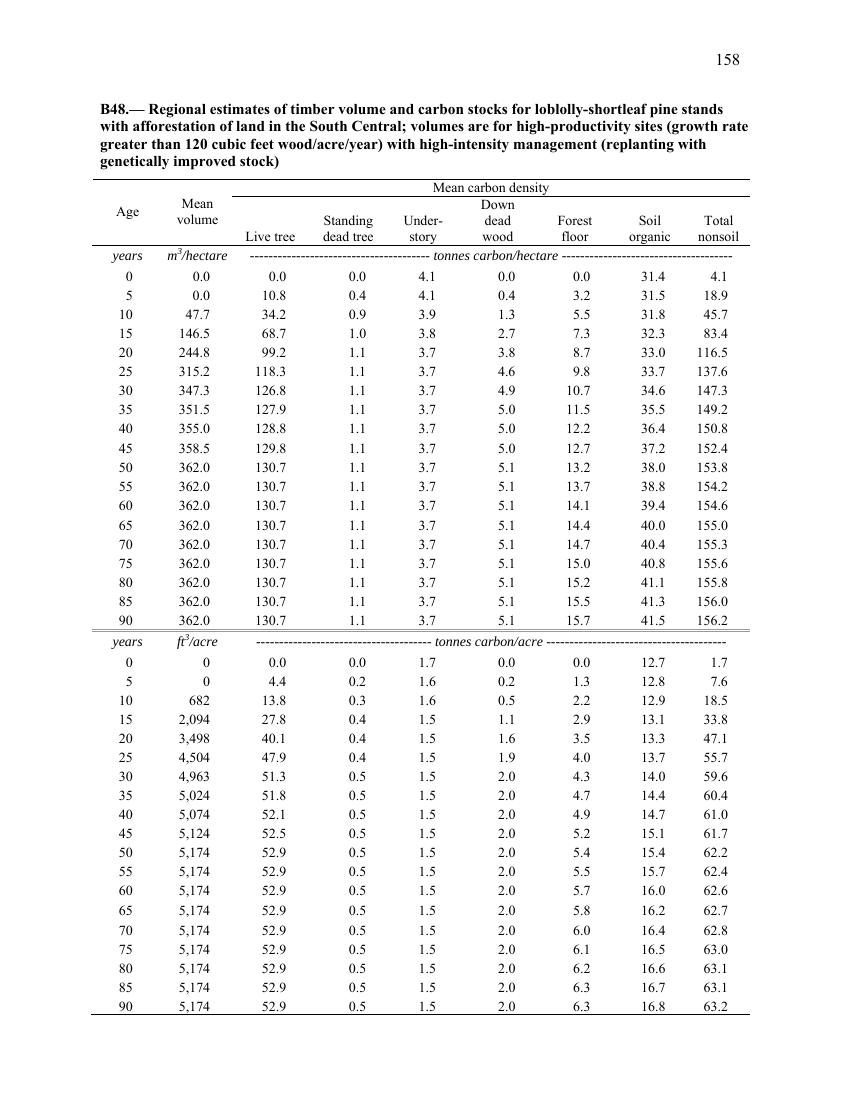 158
B48.— Regional estimates of timber volume and carbon stocks for loblolly-shortleaf pine stands
with afforestation of land in the South Central; volumes are for high-productivity sites (growth rate
greater than 120 cubic feet wood/acre/year) with high-intensity management (replanting with
genetically improved stock)
Mean carbon density
Age Mean volume Live tree Standing dead tree Under-story Down dead wood Forest floor Soil organic Total nonsoil
years m³/hectare --------------------------------------- tonnes carbon/hectare -------------------------------------
0 0.0 0.0 0.0 4.1 0.0 0.0 31.4 4.1
5 0.0 10.8 0.4 4.1 0.4 3.2 31.5 18.9
10 47.7 34.2 0.9 3.9 1.3 5.5 31.8 45.7
15 146.5 68.7 1.0 3.8 2.7 7.3 32.3 83.4
20 244.8 99.2 1.1 3.7 3.8 8.7 33.0 116.5
25 315.2 118.3 1.1 3.7 4.6 9.8 33.7 137.6
30 347.3 126.8 1.1 3.7 4.9 10.7 34.6 147.3
35 351.5 127.9 1.1 3.7 5.0 11.5 35.5 149.2
40 355.0 128.8 1.1 3.7 5.0 12.2 36.4 150.8
45 358.5 129.8 1.1 3.7 5.0 12.7 37.2 152.4
50 362.0 130.7 1.1 3.7 5.1 13.2 38.0 153.8
55 362.0 130.7 1.1 3.7 5.1 13.7 38.8 154.2
60 362.0 130.7 1.1 3.7 5.1 14.1 39.4 154.6
65 362.0 130.7 1.1 3.7 5.1 14.4 40.0 155.0
70 362.0 130.7 1.1 3.7 5.1 14.7 40.4 155.3
75 362.0 130.7 1.1 3.7 5.1 15.0 40.8 155.6
80 362.0 130.7 1.1 3.7 5.1 15.2 41.1 155.8
85 362.0 130.7 1.1 3.7 5.1 15.5 41.3 156.0
90 362.0 130.7 1.1 3.7 5.1 15.7 41.5 156.2
years ft³/acre -------------------------------------- tonnes carbon/acre ---------------------------------------
0 0 0.0 0.0 1.7 0.0 0.0 12.7 1.7
5 0 4.4 0.2 1.6 0.2 1.3 12.8 7.6
10 682 13.8 0.3 1.6 0.5 2.2 12.9 18.5
15 2,094 27.8 0.4 1.5 1.1 2.9 13.1 33.8
20 3,498 40.1 0.4 1.5 1.6 3.5 13.3 47.1
25 4,504 47.9 0.4 1.5 1.9 4.0 13.7 55.7
30 4,963 51.3 0.5 1.5 2.0 4.3 14.0 59.6
35 5,024 51.8 0.5 1.5 2.0 4.7 14.4 60.4
40 5,074 52.1 0.5 1.5 2.0 4.9 14.7 61.0
45 5,124 52.5 0.5 1.5 2.0 5.2 15.1 61.7
50 5,174 52.9 0.5 1.5 2.0 5.4 15.4 62.2
55 5,174 52.9 0.5 1.5 2.0 5.5 15.7 62.4
60 5,174 52.9 0.5 1.5 2.0 5.7 16.0 62.6
65 5,174 52.9 0.5 1.5 2.0 5.8 16.2 62.7
70 5,174 52.9 0.5 1.5 2.0 6.0 16.4 62.8
75 5,174 52.9 0.5 1.5 2.0 6.1 16.5 63.0
80 5,174 52.9 0.5 1.5 2.0 6.2 16.6 63.1
85 5,174 52.9 0.5 1.5 2.0 6.3 16.7 63.1
90 5,174 52.9 0.5 1.5 2.0 6.3 16.8 63.2